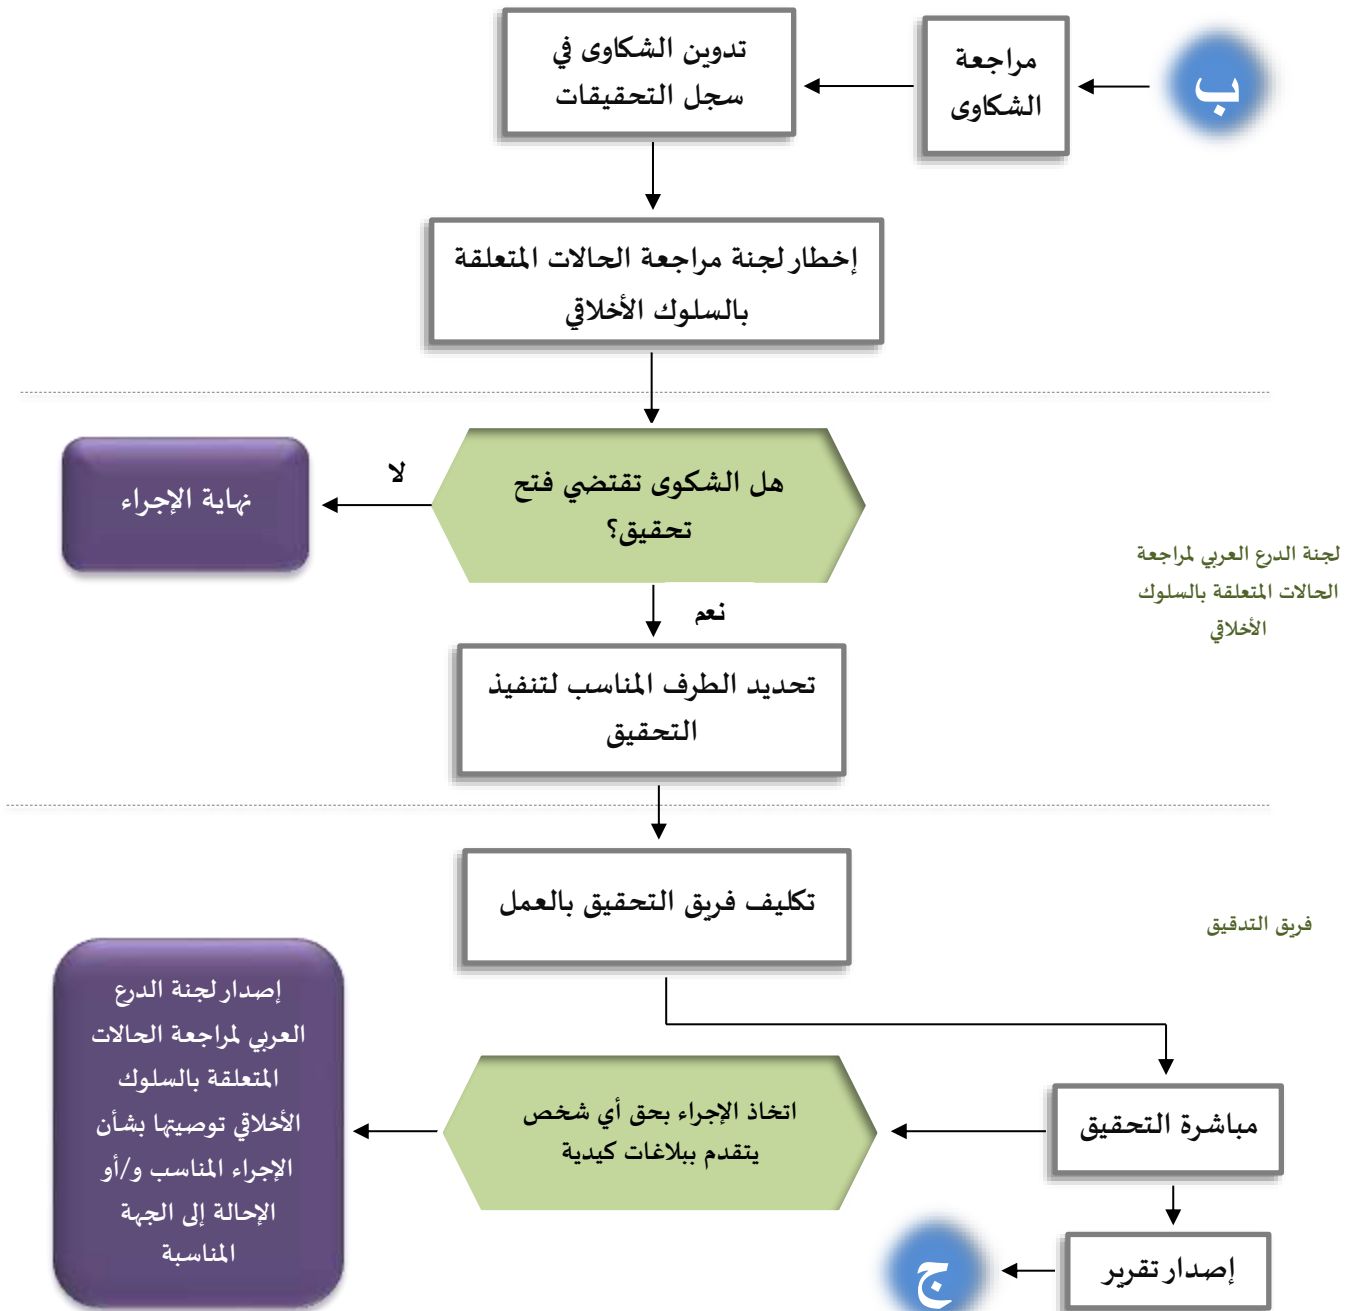 ب
مراجعة
الشكاوى
تدوين الشكاوى في
سجل التحقيقات
إخطار لجنة مراجعة الحالات المتعلقة
بالسلوك الأخلاقي
هل الشكوى تقتضي فتح
تحقيق؟
لا
نهاية الإجراء
لجنة الدرع العربي لمراجعة
الحالات المتعلقة بالسلوك
الأخلاقي
نعم
تحديد الطرف المناسب لتنفيذ
التحقيق
تكليف فريق التحقيق بالعمل
فريق التدقيق
مباشرة التحقيق
اتخاذ الإجراء بحق أي شخص
يتقدم ببلاغات كيدية
إصدار لجنة الدرع
العربي لمراجعة الحالات
المتعلقة بالسلوك
الأخلاقي توصيتها بشأن
الإجراء المناسب و/أو
الإحالة إلى الجهة
المناسبة
إصدار تقرير
ج